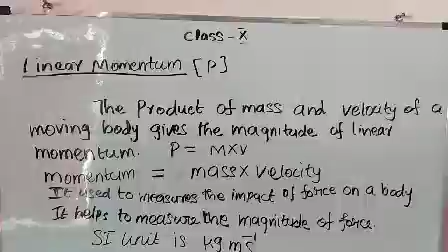 Class - X
Linear Momentum [P]
The Product of mass and velocity of a
moving body gives the magnitude of linear
momentum. P = MXV
momentum = mass x velocity
It used to measures the impact of force on a body
It helps to measure the magnitude of force.
SI unit is kg ms⁻¹